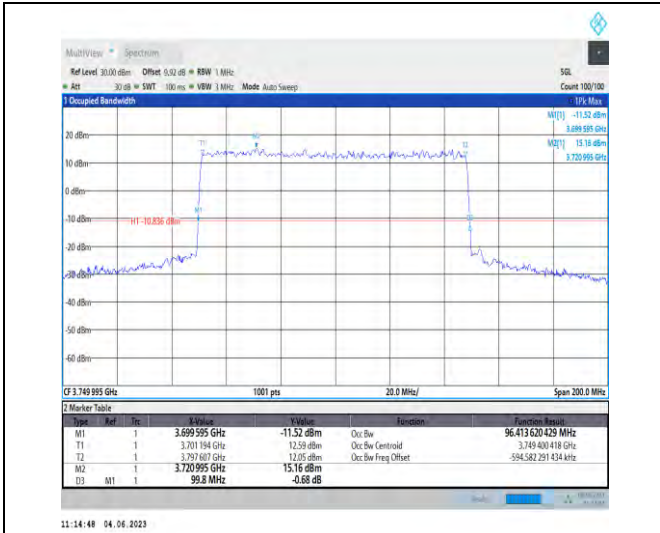 MultiView Spectrum
Ref Level 30.00 dBm Offset 0.92 dB RBW 1 MHz SGL
Att 30 dB SWT 100 ms VBW 1 MHz Mode Auto Sweep Count 100/100
1 Occupied Bandwidth 1Pk Max
M1[1] -11.52 dBm
3.699 595 GHz
M2[1] 15.16 dBm
3.720 995 GHz
20 dBm
T1 M2 T2
10 dBm
0 dBm
M1
-10 dBm
H1 -10.836 dBm
D3
-20 dBm
-30 dBm
-40 dBm
-50 dBm
-60 dBm
CF 3.749 995 GHz 1001 pts 20.0 MHz/ Span 200.0 MHz
2 Marker Table
Type Ref Trc X-Value Y-Value Function Function Result
M1 1 3.699 595 GHz -11.52 dBm Occ Bw 96.413 620 429 MHz
T1 1 3.701 194 GHz 12.59 dBm Occ Bw Centroid 3.749 400 418 GHz
T2 1 3.797 607 GHz 12.05 dBm Occ Bw Freq Offset -594.582 291 434 kHz
M2 1 3.720 995 GHz 15.16 dBm
D3 M1 1 99.8 MHz -0.68 dB
11:14:48 04.06.2023